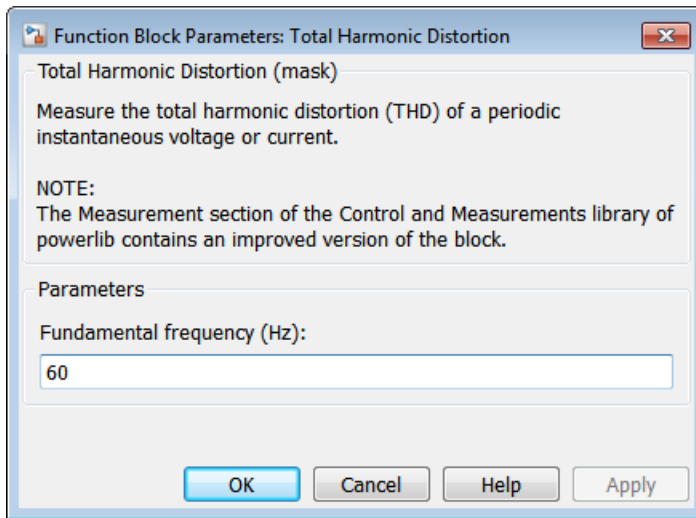 Function Block Parameters: Total Harmonic Distortion
Total Harmonic Distortion (mask)
Measure the total harmonic distortion (THD) of a periodic
instantaneous voltage or current.
NOTE:
The Measurement section of the Control and Measurements library of
powerlib contains an improved version of the block.
Parameters
Fundamental frequency (Hz):
60
OK Cancel Help Apply